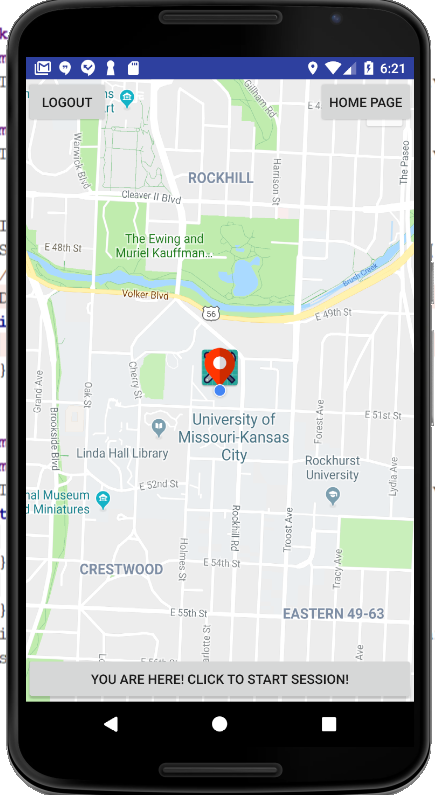 6:21
LOGOUT
HOME PAGE
Gillham Rd
E 4
Warwick Blvd
Harrison St
The Paseo
ROCKHILL
Cleaver II Blvd
The Ewing and
Muriel Kauffman...
E 48th St
Brush Creek
Volker Blvd
56
E 49th St
Grand Ave
Oak St
Cherry St
Brookside Blvd
University of
Missouri-Kansas
City
E 51st St
Forest Ave
Linda Hall Library
Rockhurst
University
Lydia Ave
E 52nd St
nal Museum
d Miniatures
Rockhill Rd
Troost Ave
Holmes St
E 54th St
Tracy Ave
CRESTWOOD
E 55th St
EASTERN 49-63
arlotte St
Ave
YOU ARE HERE! CLICK TO START SESSION!